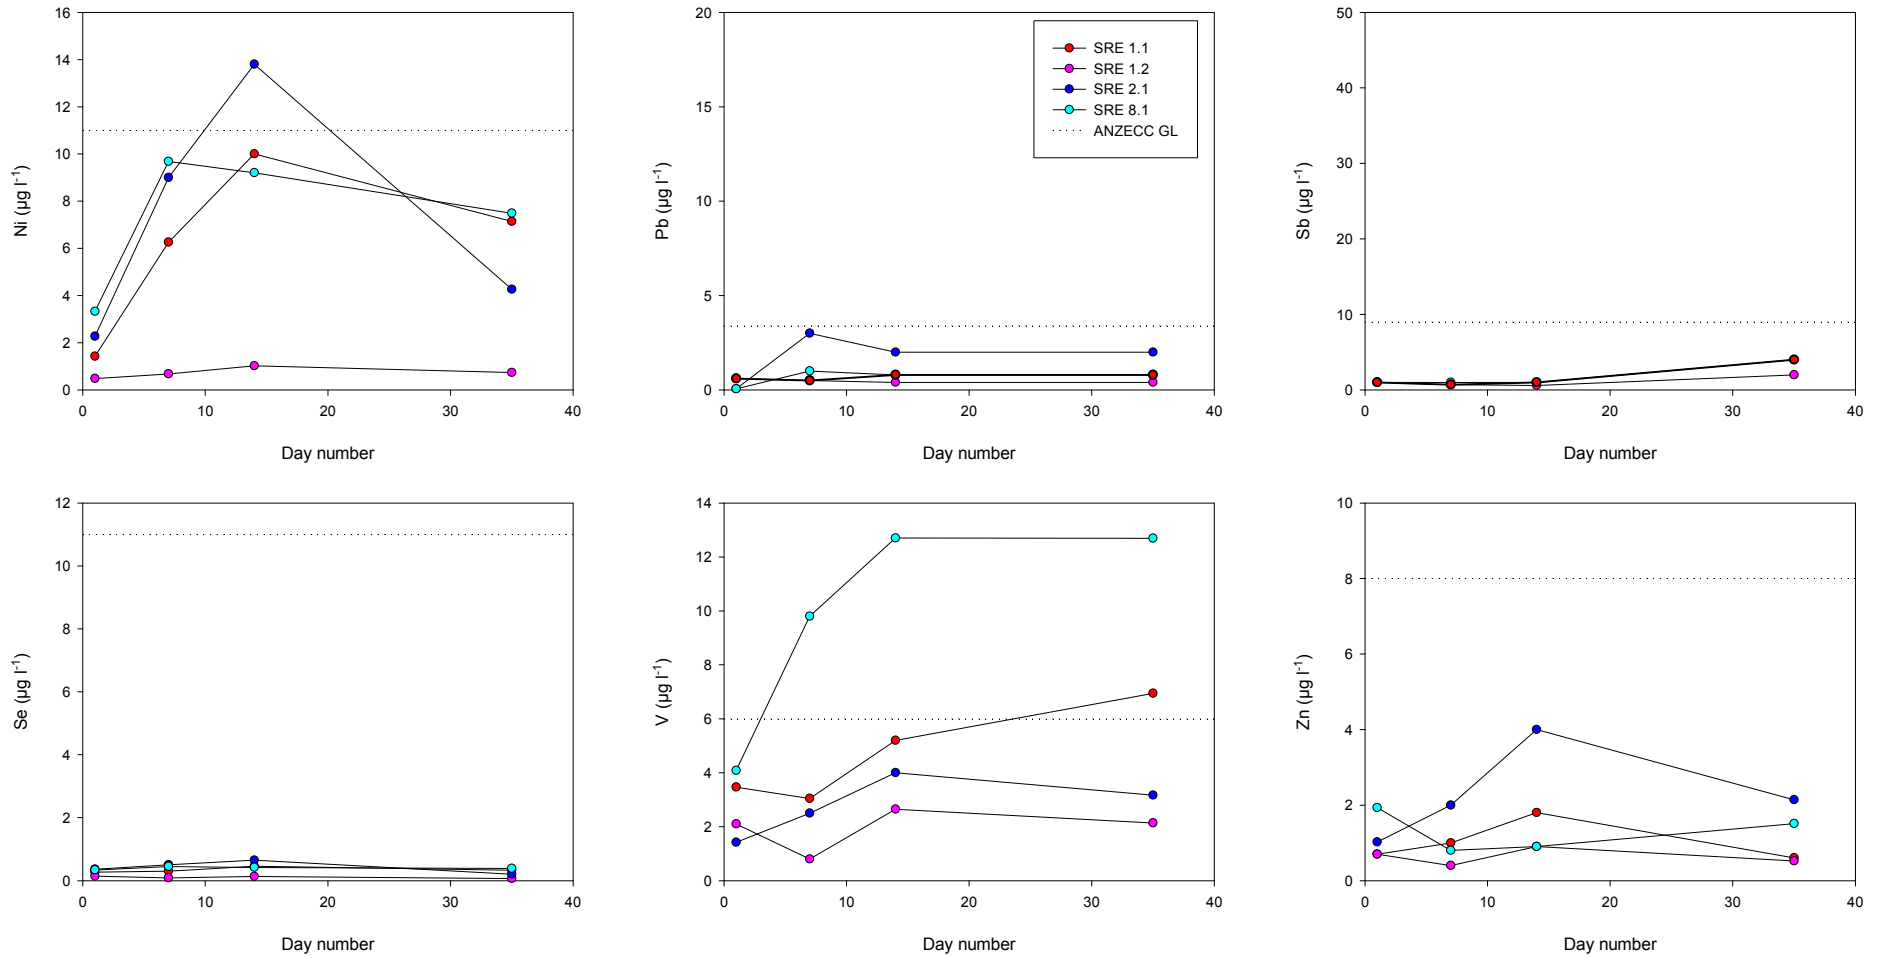 16
14
12
10
8
6
4
2
0
Ni (µg l⁻¹)
0 10 20 30 40
Day number
20
15
10
5
0
Pb (µg l⁻¹)
0 10 20 30 40
Day number
SRE 1.1
SRE 1.2
SRE 2.1
SRE 8.1
ANZECC GL
50
40
30
20
10
0
Sb (µg l⁻¹)
0 10 20 30 40
Day number
12
10
8
6
4
2
0
Se (µg l⁻¹)
0 10 20 30 40
Day number
14
12
10
8
6
4
2
0
V (µg l⁻¹)
0 10 20 30 40
Day number
10
8
6
4
2
0
Zn (µg l⁻¹)
0 10 20 30 40
Day number